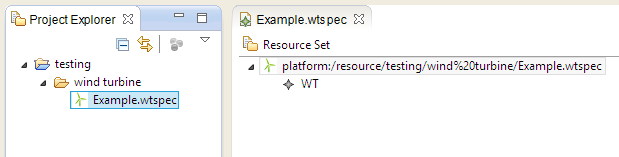 Project Explorer
testing
wind turbine
Example.wtspec
Example.wtspec
Resource Set
platform:/resource/testing/wind%20turbine/Example.wtspec
WT